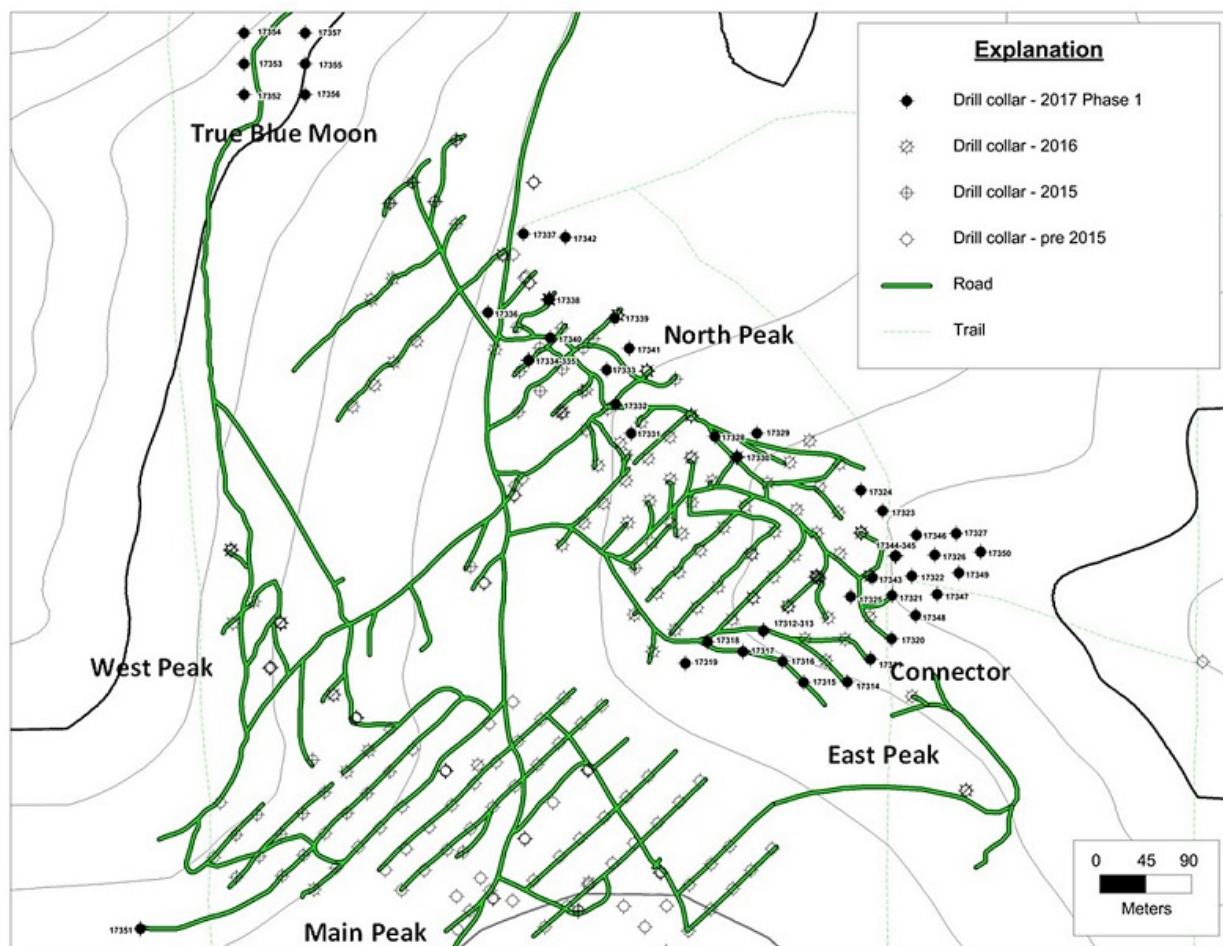 17354
17357
Explanation
17353
17355
Drill collar - 2017 Phase 1
17352
17356
True Blue Moon
Drill collar - 2016
Drill collar - 2015
17337
17342
Drill collar - pre 2015
Road
17338
17336
17339
Trail
North Peak
17340
17341
17334-335
17333
17332
17331
17328
17329
17330
17324
17323
17346
17327
17344-345
17326
17350
17343
17322
17349
17325
17321
17347
17348
17312-313
17318
17320
17317
17319
17316
Connector
West Peak
17315
17314
East Peak
0 45 90
Meters
17351
Main Peak